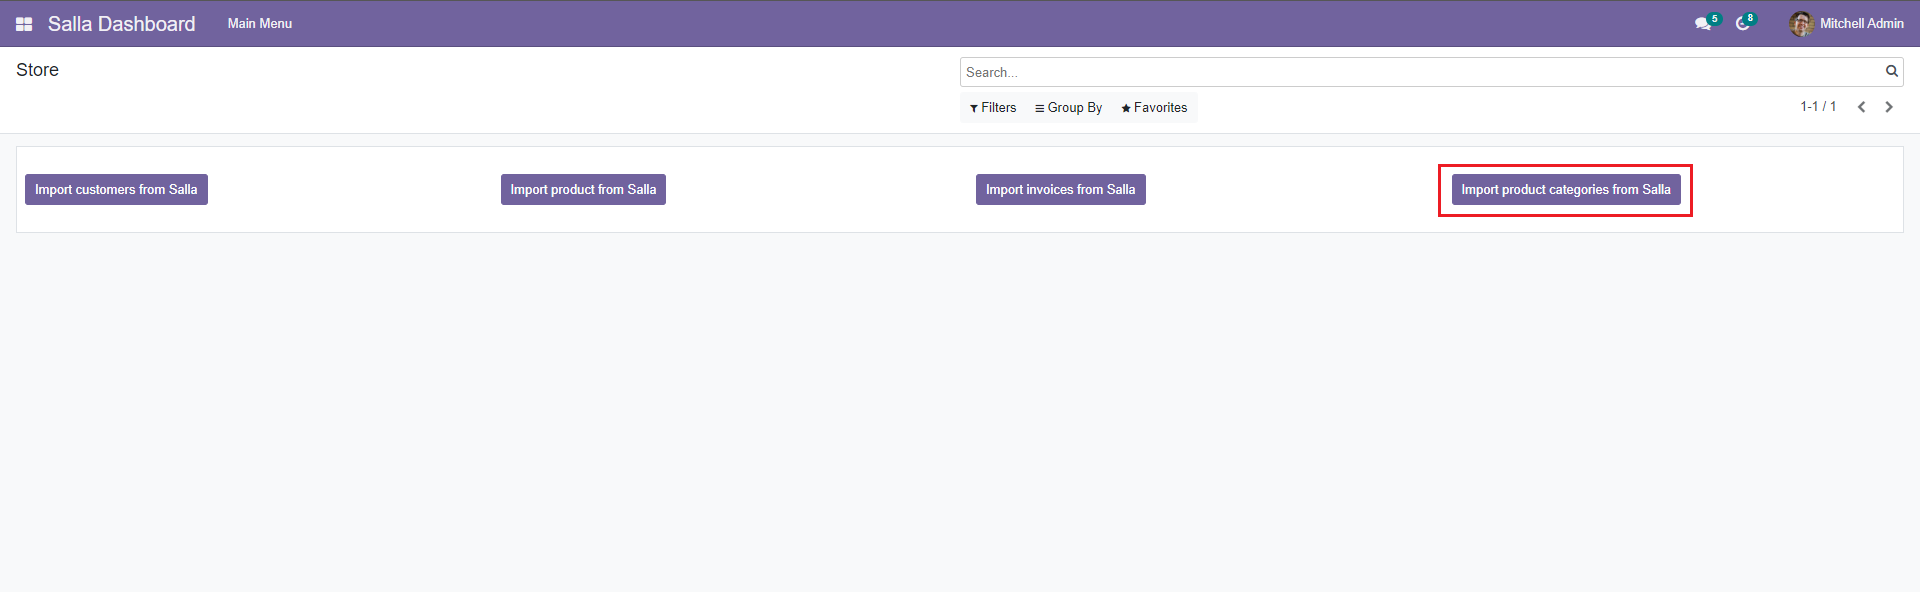 Salla Dashboard Main Menu 5 8 Mitchell Admin
Store
Search...
Filters Group By Favorites 1-1 / 1
Import customers from Salla Import product from Salla Import invoices from Salla Import product categories from Salla